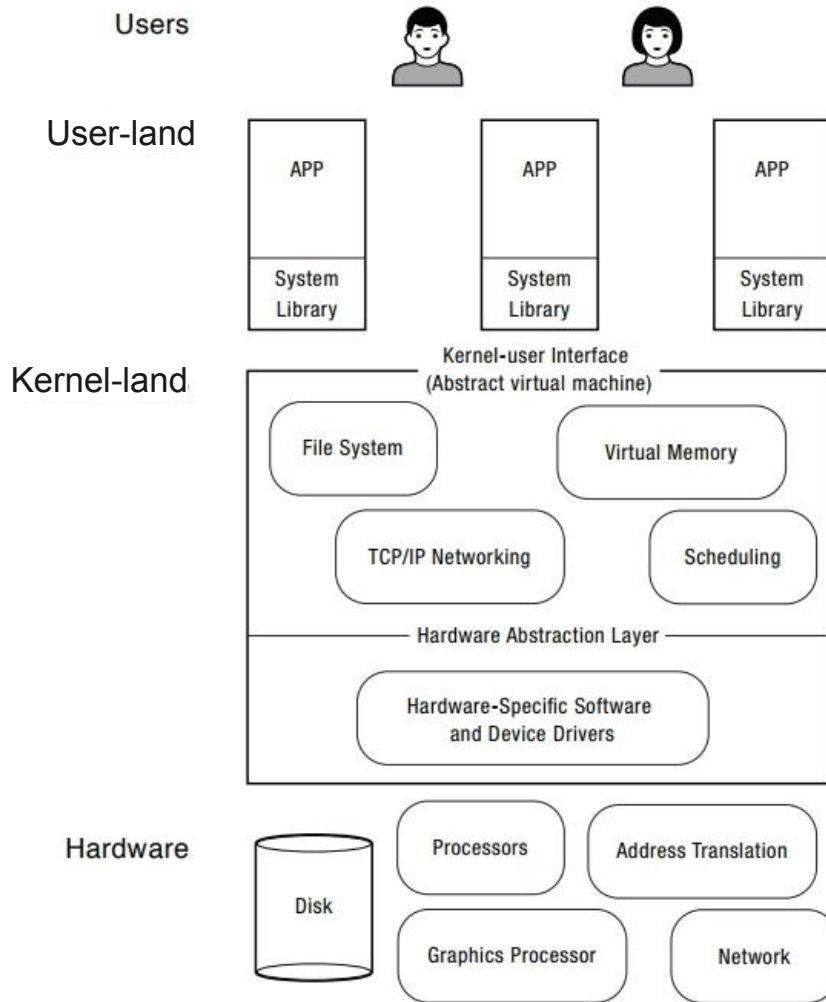 Users
User-land
APP
APP
APP
System
Library
System
Library
System
Library
Kernel-land
Kernel-user Interface
(Abstract virtual machine)
File System
Virtual Memory
TCP/IP Networking
Scheduling
Hardware Abstraction Layer
Hardware-Specific Software
and Device Drivers
Hardware
Disk
Processors
Address Translation
Graphics Processor
Network